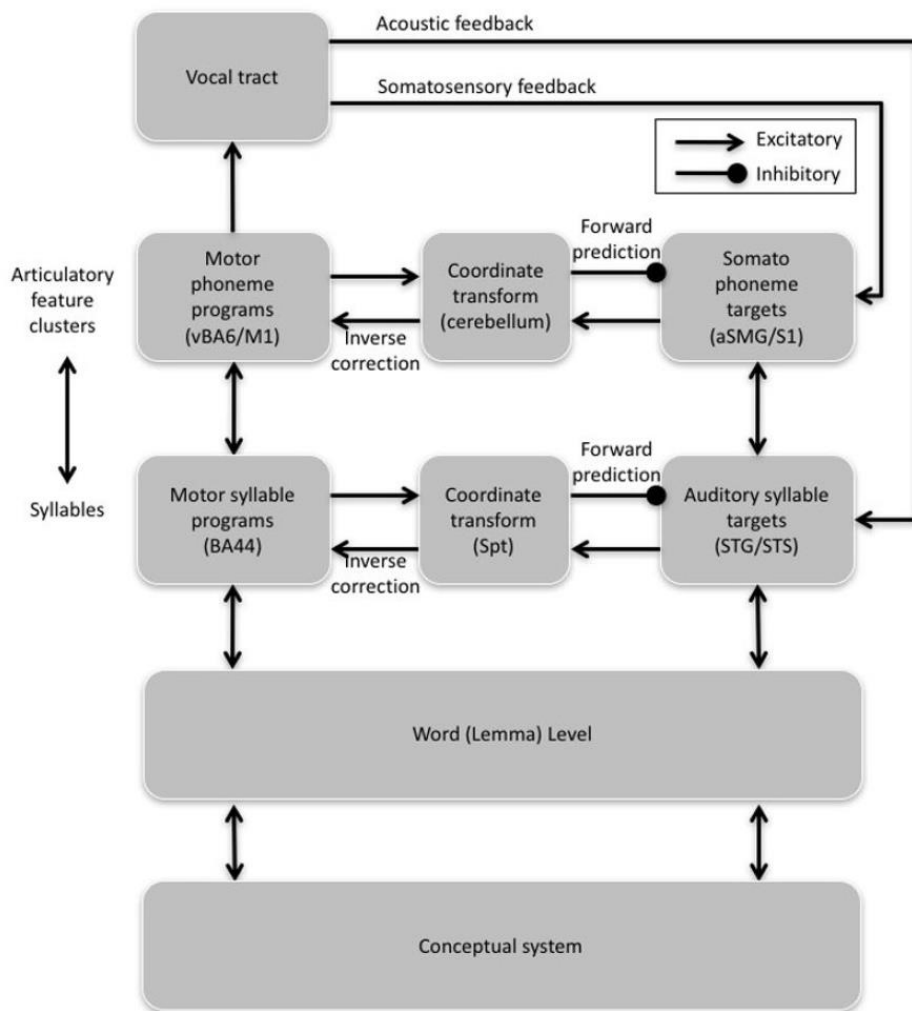 Acoustic feedback
Vocal tract
Somatosensory feedback
Excitatory
Inhibitory
Articulatory
feature
clusters
Syllables
Motor
phoneme
programs
(vBA6/M1)
Coordinate
transform
(cerebellum)
Forward
prediction
Inverse
correction
Somato
phoneme
targets
(aSMG/S1)
Motor syllable
programs
(BA44)
Coordinate
transform
(Spt)
Forward
prediction
Inverse
correction
Auditory syllable
targets
(STG/STS)
Word (Lemma) Level
Conceptual system